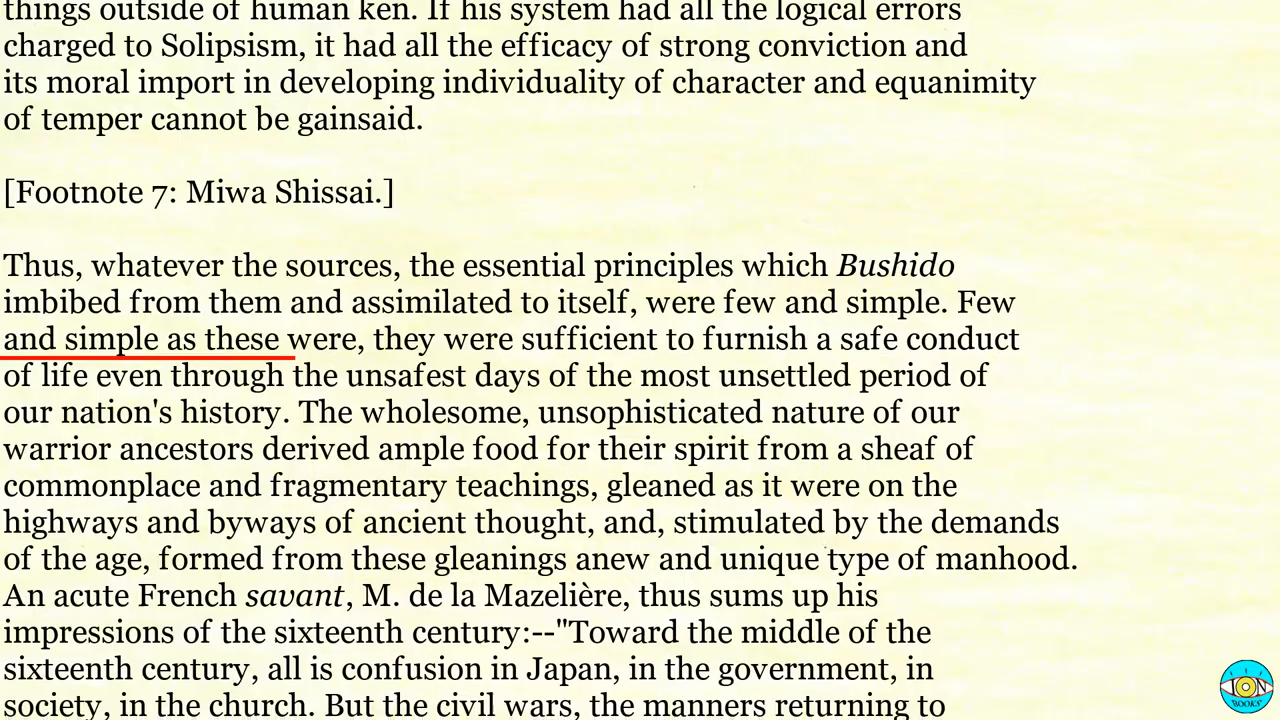 things outside of human ken. If his system had all the logical errors
charged to Solipsism, it had all the efficacy of strong conviction and
its moral import in developing individuality of character and equanimity
of temper cannot be gainsaid.
[Footnote 7: Miwa Shissai.]
Thus, whatever the sources, the essential principles which Bushido
imbibed from them and assimilated to itself, were few and simple. Few
and simple as these were, they were sufficient to furnish a safe conduct
of life even through the unsafest days of the most unsettled period of
our nation's history. The wholesome, unsophisticated nature of our
warrior ancestors derived ample food for their spirit from a sheaf of
commonplace and fragmentary teachings, gleaned as it were on the
highways and byways of ancient thought, and, stimulated by the demands
of the age, formed from these gleanings anew and unique type of manhood.
An acute French savant, M. de la Mazelière, thus sums up his
impressions of the sixteenth century:--"Toward the middle of the
sixteenth century, all is confusion in Japan, in the government, in
society, in the church. But the civil wars, the manners returning to
ION
BOOKS